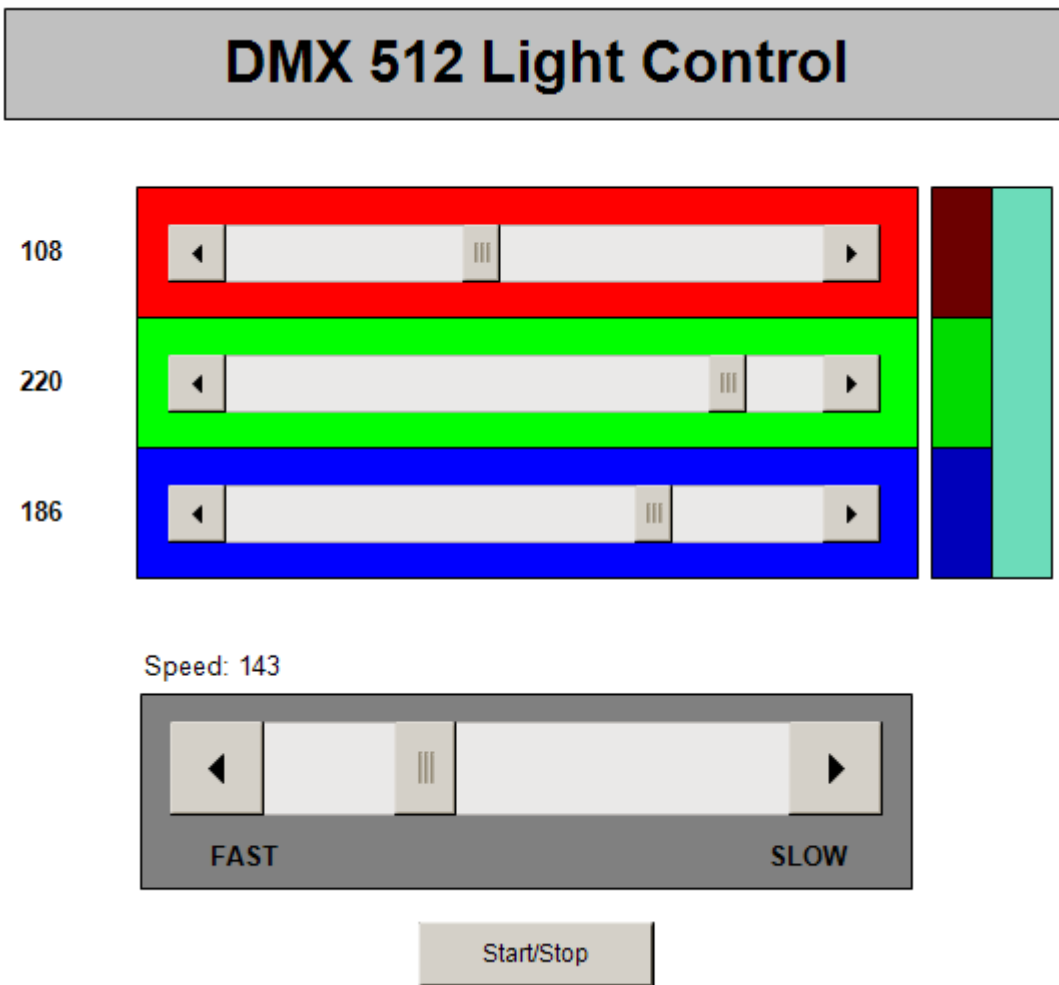 DMX 512 Light Control
108
220
186
Speed: 143
FAST SLOW
Start/Stop